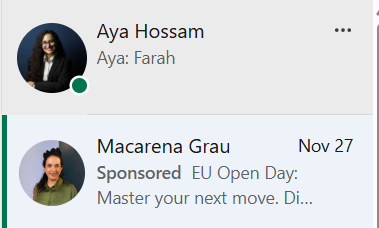 Aya Hossam
Aya: Farah
Macarena Grau Nov 27
Sponsored EU Open Day:
Master your next move. Di...